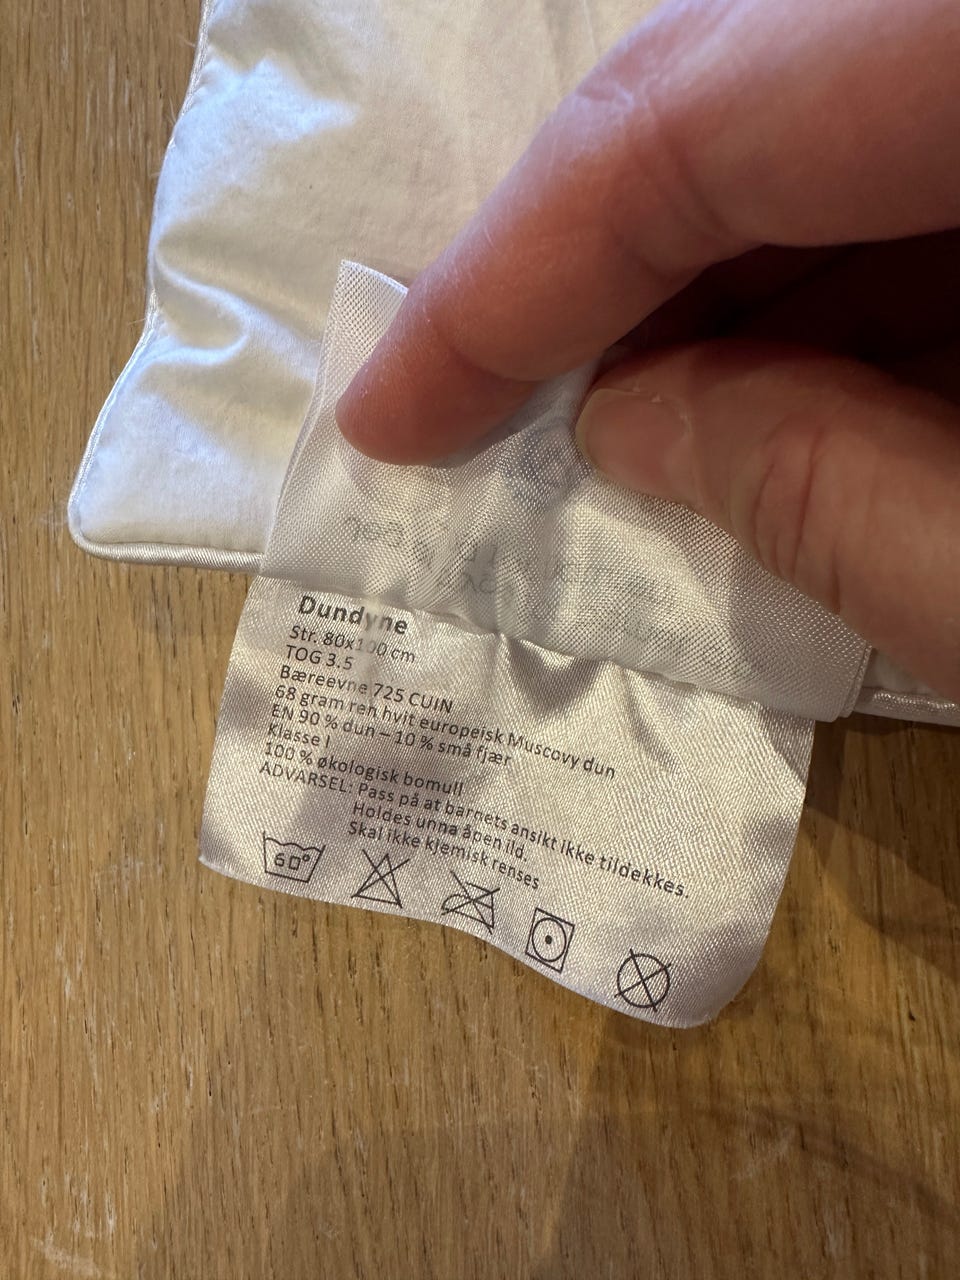 Dundyne
Str. 80x100 cm
TOG 3.5
Bæreevne 725 CUIN
68 gram ren hvit europeisk Muscovy dun
EN 90 % dun – 10 % små fjær
Klasse I
100 % økologisk bomull
ADVARSEL: Pass på at barnets ansikt ikke tildekkes.
Holdes unna åpen ild.
Skal ikke kjemisk renses
60°